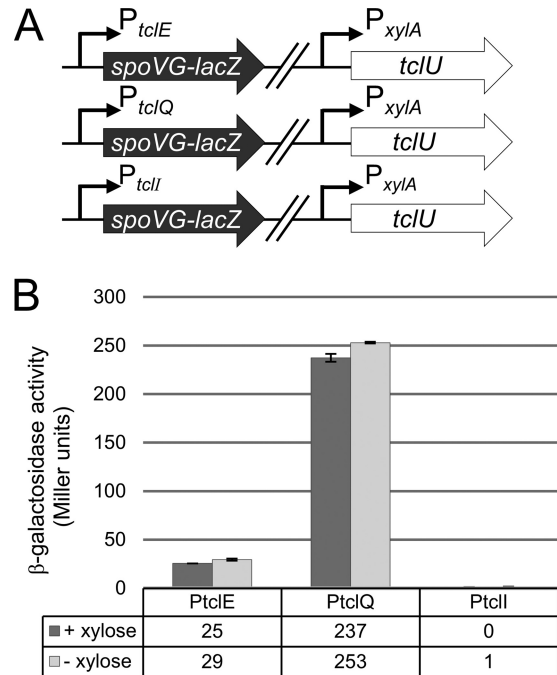 A
PtclE PxylA
spoVG-lacZ tclU
PtclQ PxylA
spoVG-lacZ tclU
PtclI PxylA
spoVG-lacZ tclU
B
β-galactosidase activity
(Miller units)
300
250
200
150
100
50
0
PtclE PtclQ PtclI
+ xylose 25 237 0
- xylose 29 253 1